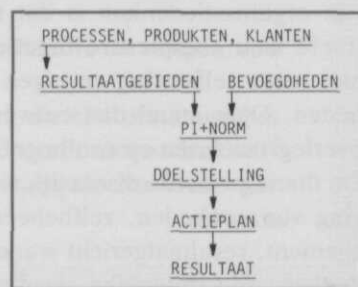 PROCESSEN, PRODUKTEN, KLANTEN
RESULTAATGEBIEDEN BEVOEGDHEDEN
PI+NORM
DOELSTELLING
ACTIEPLAN
RESULTAAT